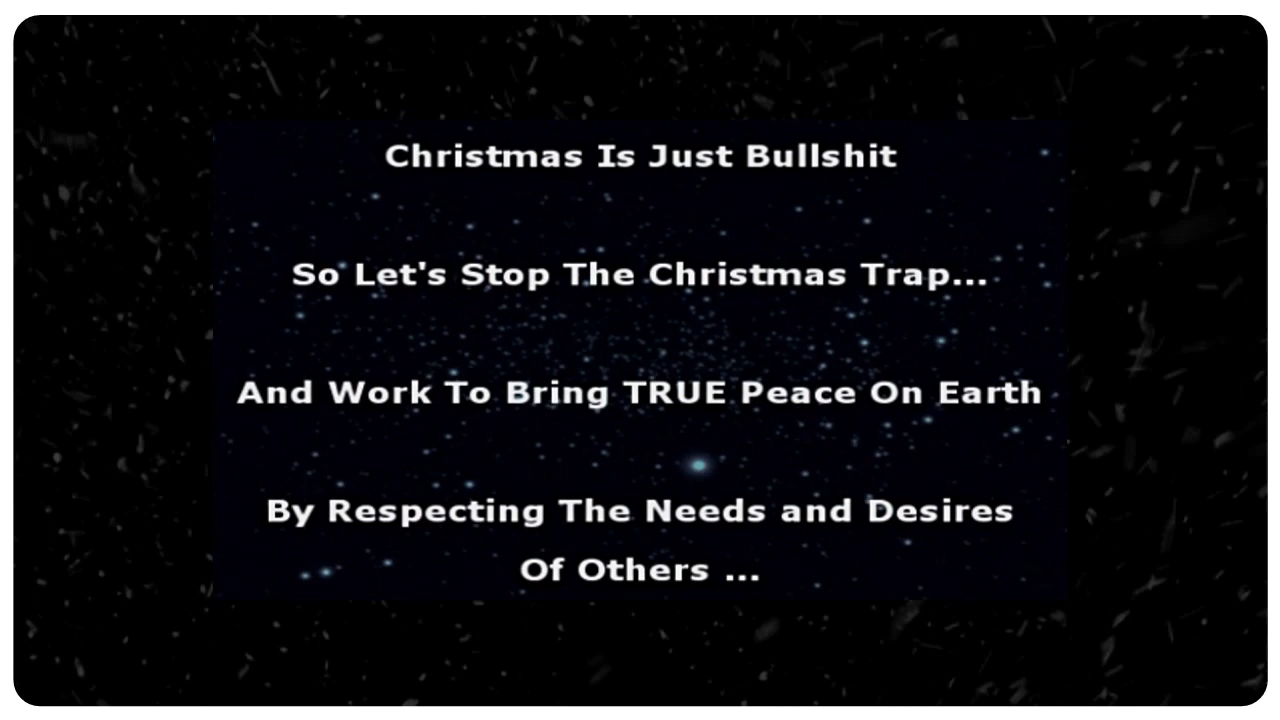 Christmas Is Just Bullshit
So Let's Stop The Christmas Trap...
And Work To Bring TRUE Peace On Earth
By Respecting The Needs and Desires
Of Others ...